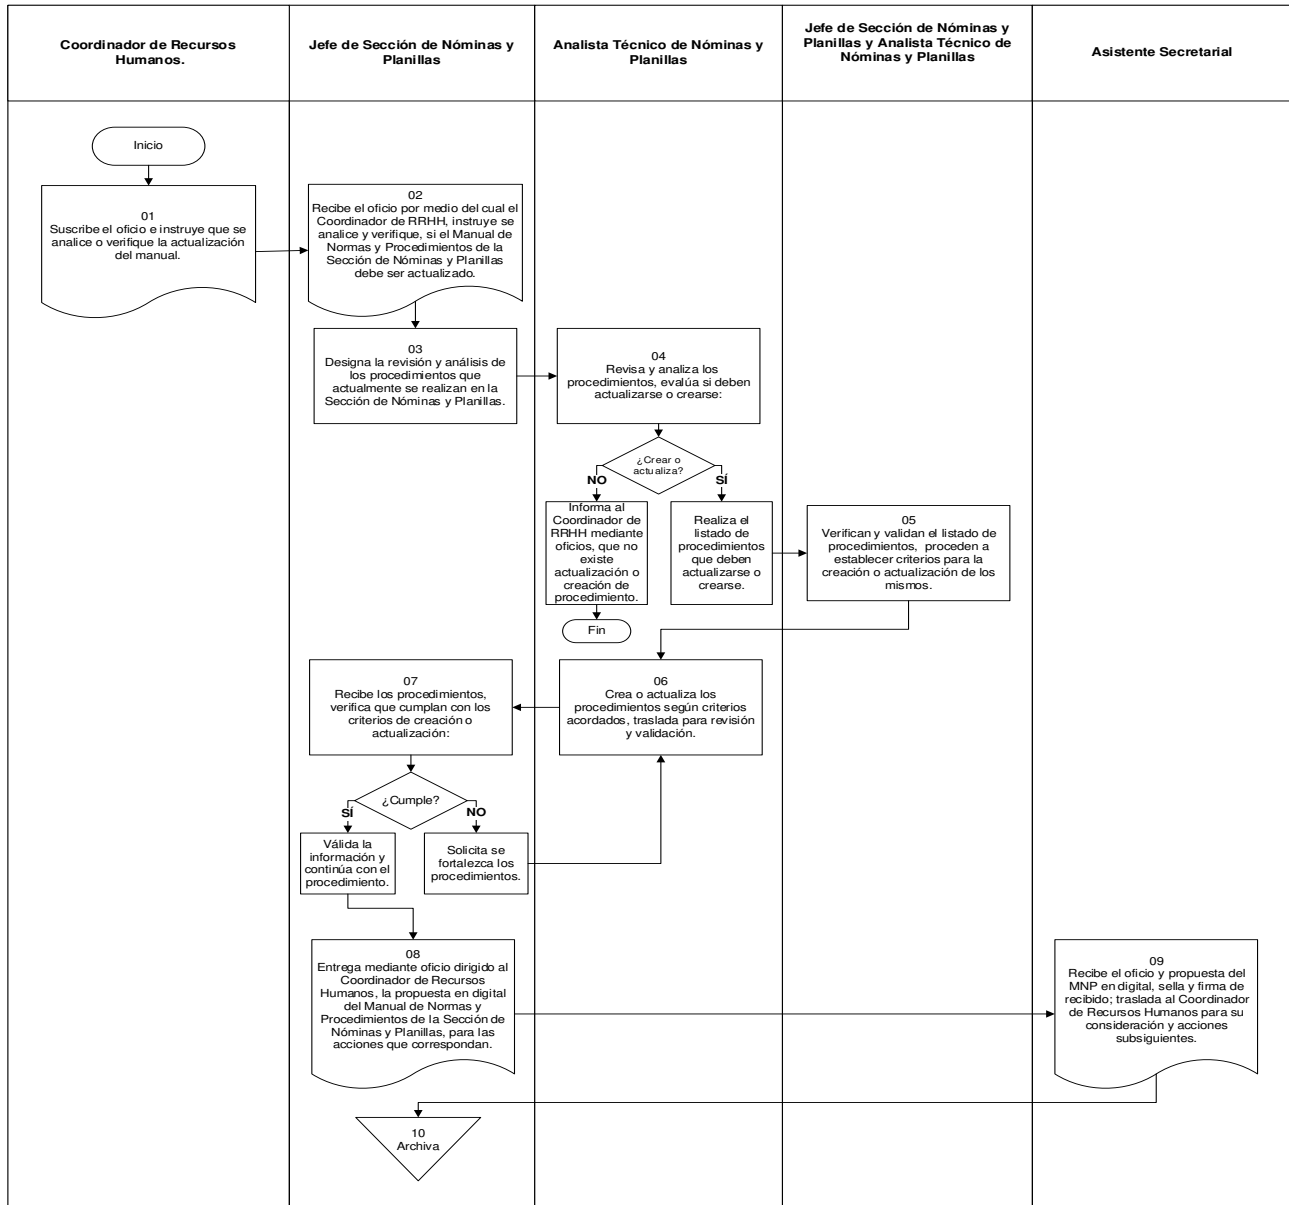 Coordinador de Recursos
Humanos.
Jefe de Sección de Nóminas y
Planillas
Analista Técnico de Nóminas y
Planillas
Jefe de Sección de Nóminas y
Planillas y Analista Técnico de
Nóminas y Planillas
Asistente Secretarial
Inicio
01
Suscribe el oficio e instruye que se
analice o verifique la actualización
del manual.
02
Recibe el oficio por medio del cual el
Coordinador de RRHH, instruye se
analice y verifique, si el Manual de
Normas y Procedimientos de la
Sección de Nóminas y Planillas
debe ser actualizado.
03
Designa la revisión y análisis de
los procedimientos que
actualmente se realizan en la
Sección de Nóminas y Planillas.
04
Revisa y analiza los
procedimientos, evalúa si deben
actualizarse o crearse:
¿Crear o
actualiza?
NO
SÍ
Informa al
Coordinador de
RRHH mediante
oficios, que no
existe
actualización o
creación de
procedimiento.
Realiza el
listado de
procedimientos
que deben
actualizarse o
crearse.
05
Verifican y validan el listado de
procedimientos, proceden a
establecer criterios para la
creación o actualización de los
mismos.
Fin
06
Crea o actualiza los
procedimientos según criterios
acordados, traslada para revisión
y validación.
07
Recibe los procedimientos,
verifica que cumplan con los
criterios de creación o
actualización:
¿Cumple?
SÍ
NO
Válida la
información y
continúa con el
procedimiento.
Solicita se
fortalezca los
procedimientos.
08
Entrega mediante oficio dirigido al
Coordinador de Recursos
Humanos, la propuesta en digital
del Manual de Normas y
Procedimientos de la Sección de
Nóminas y Planillas, para las
acciones que correspondan.
09
Recibe el oficio y propuesta del
MNP en digital, sella y firma de
recibido; traslada al Coordinador
de Recursos Humanos para su
consideración y acciones
subsiguientes.
10
Archiva